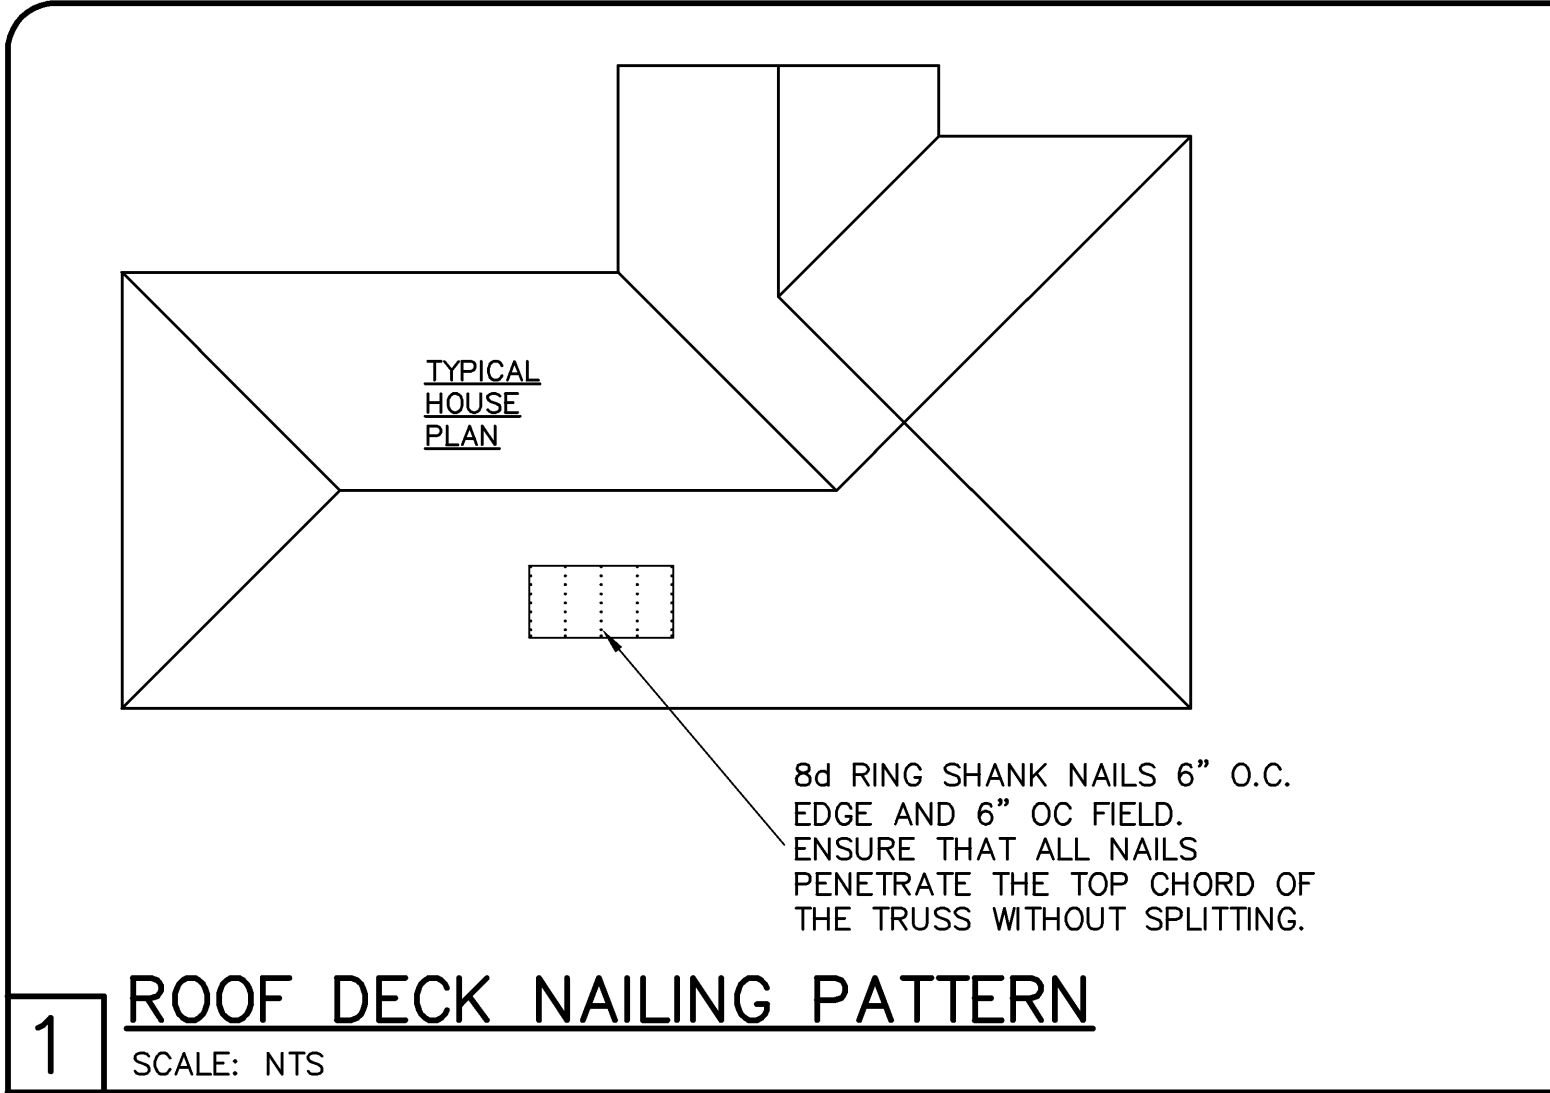 TYPICAL
HOUSE
PLAN
8d RING SHANK NAILS 6” O.C.
EDGE AND 6” OC FIELD.
ENSURE THAT ALL NAILS
PENETRATE THE TOP CHORD OF
THE TRUSS WITHOUT SPLITTING.
1
ROOF DECK NAILING PATTERN
SCALE: NTS